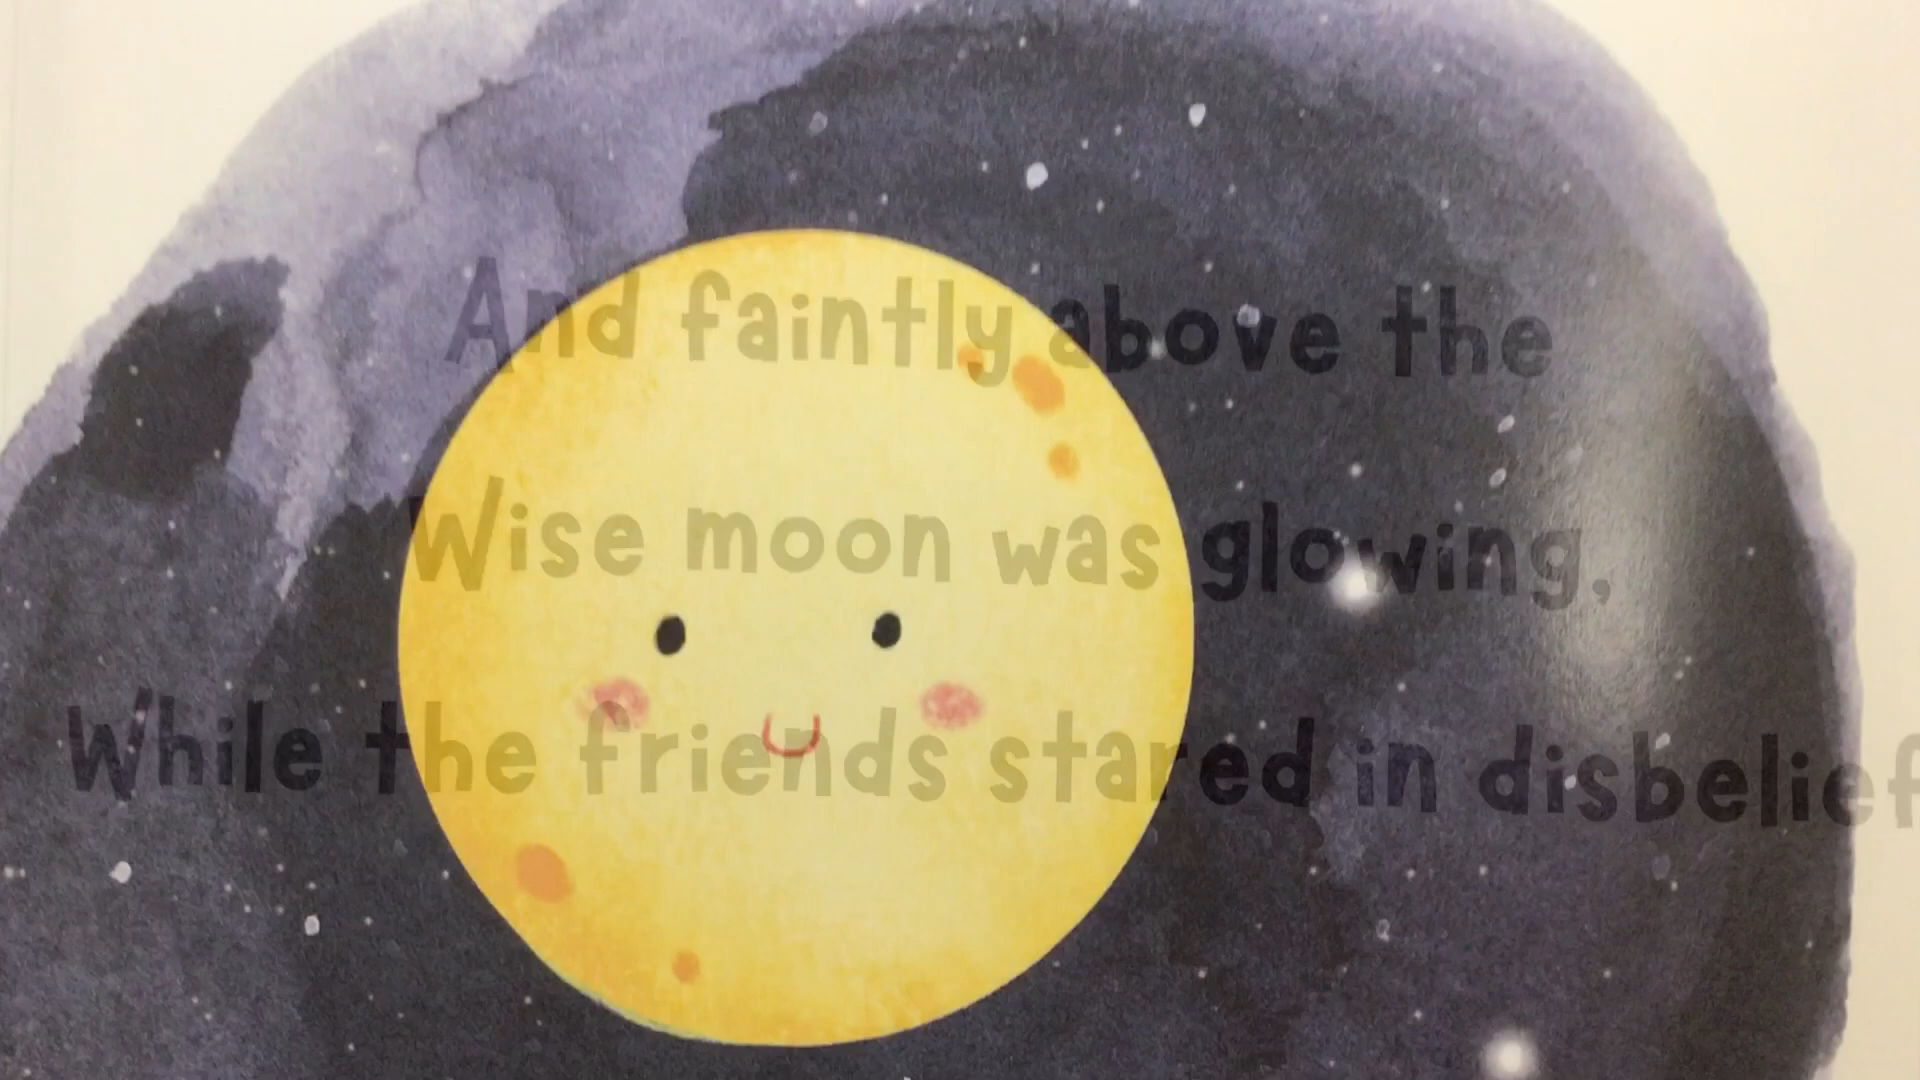 And faintly above the
Wise moon was glowing,
While the friends stared in disbelief